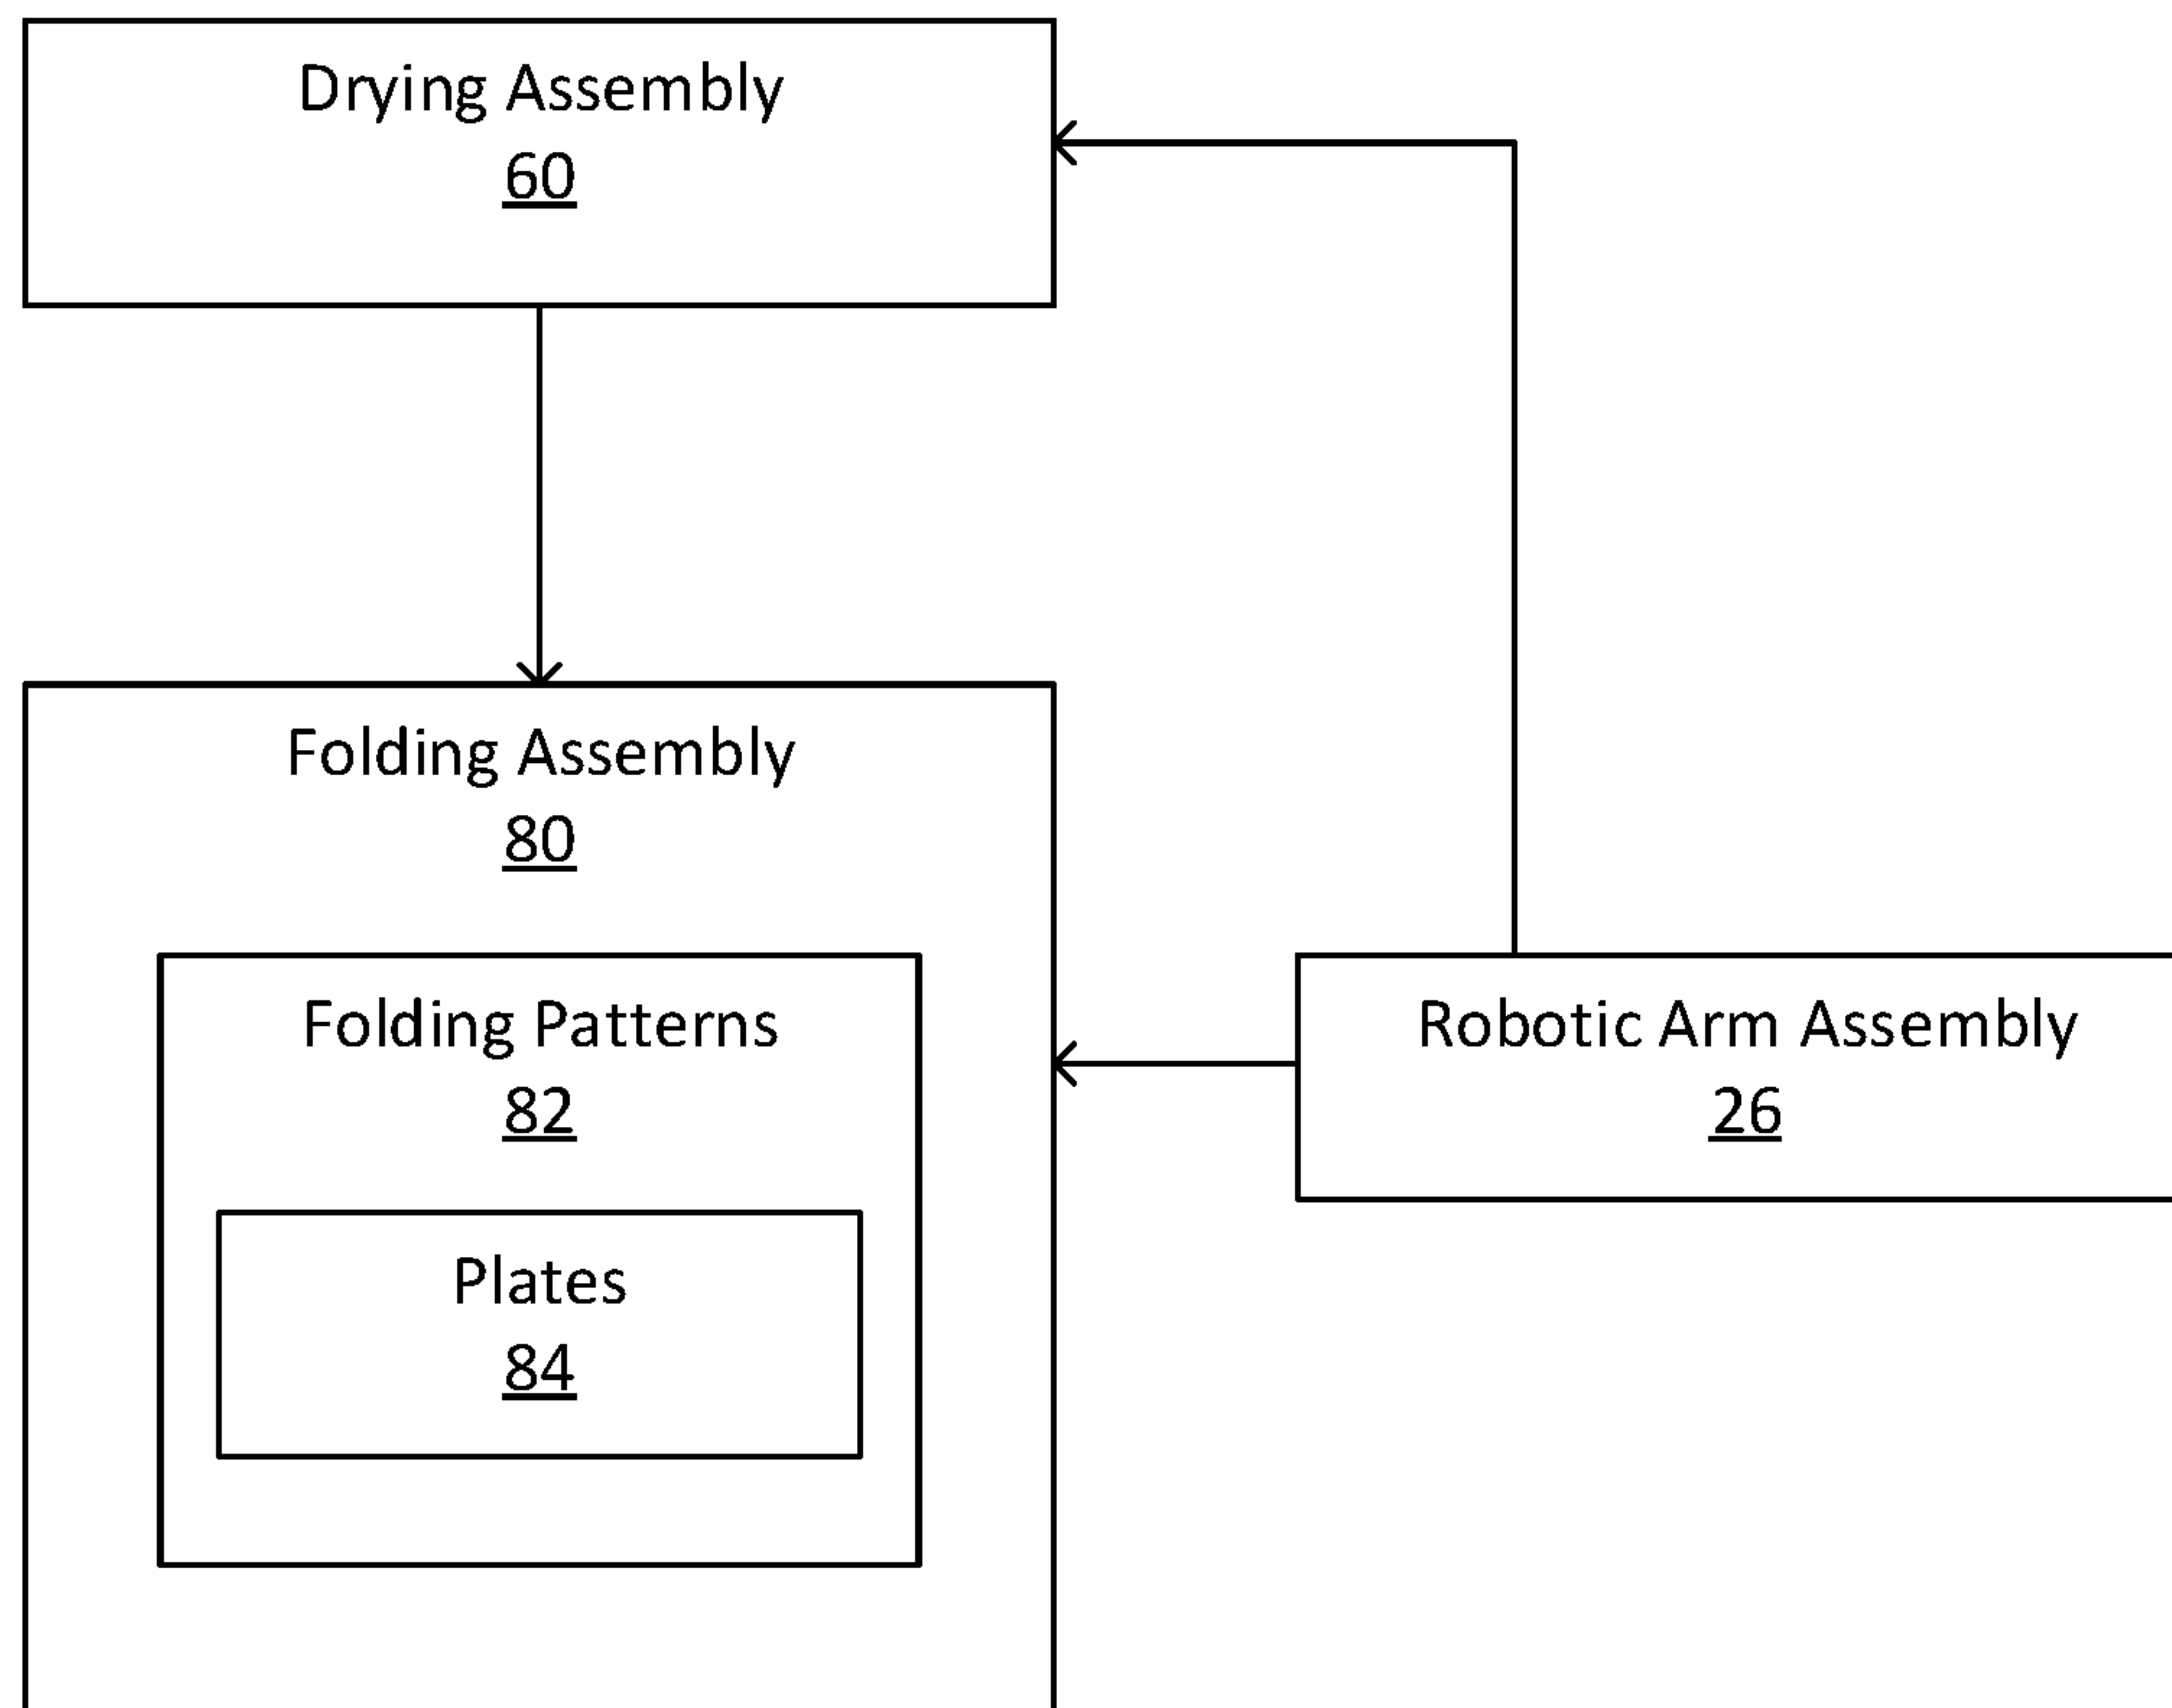 Drying Assembly
60
Folding Assembly
80
Folding Patterns
82
Plates
84
Robotic Arm Assembly
26